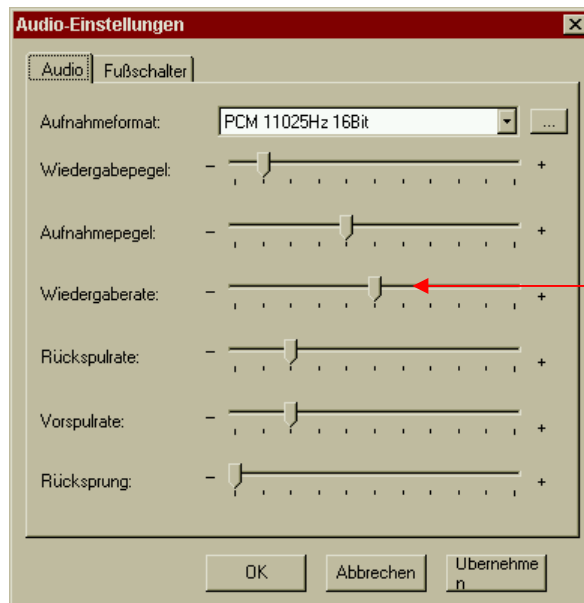 Audio-Einstellungen
Audio Fußschalter
Aufnahmeformat: PCM 11025Hz 16Bit ...
Wiedergabepegel: - +
Aufnahmepegel: - +
Wiedergaberate: - +
Rückspulrate: - +
Vorspulrate: - +
Rücksprung: - +
OK Abbrechen Übernehme
n